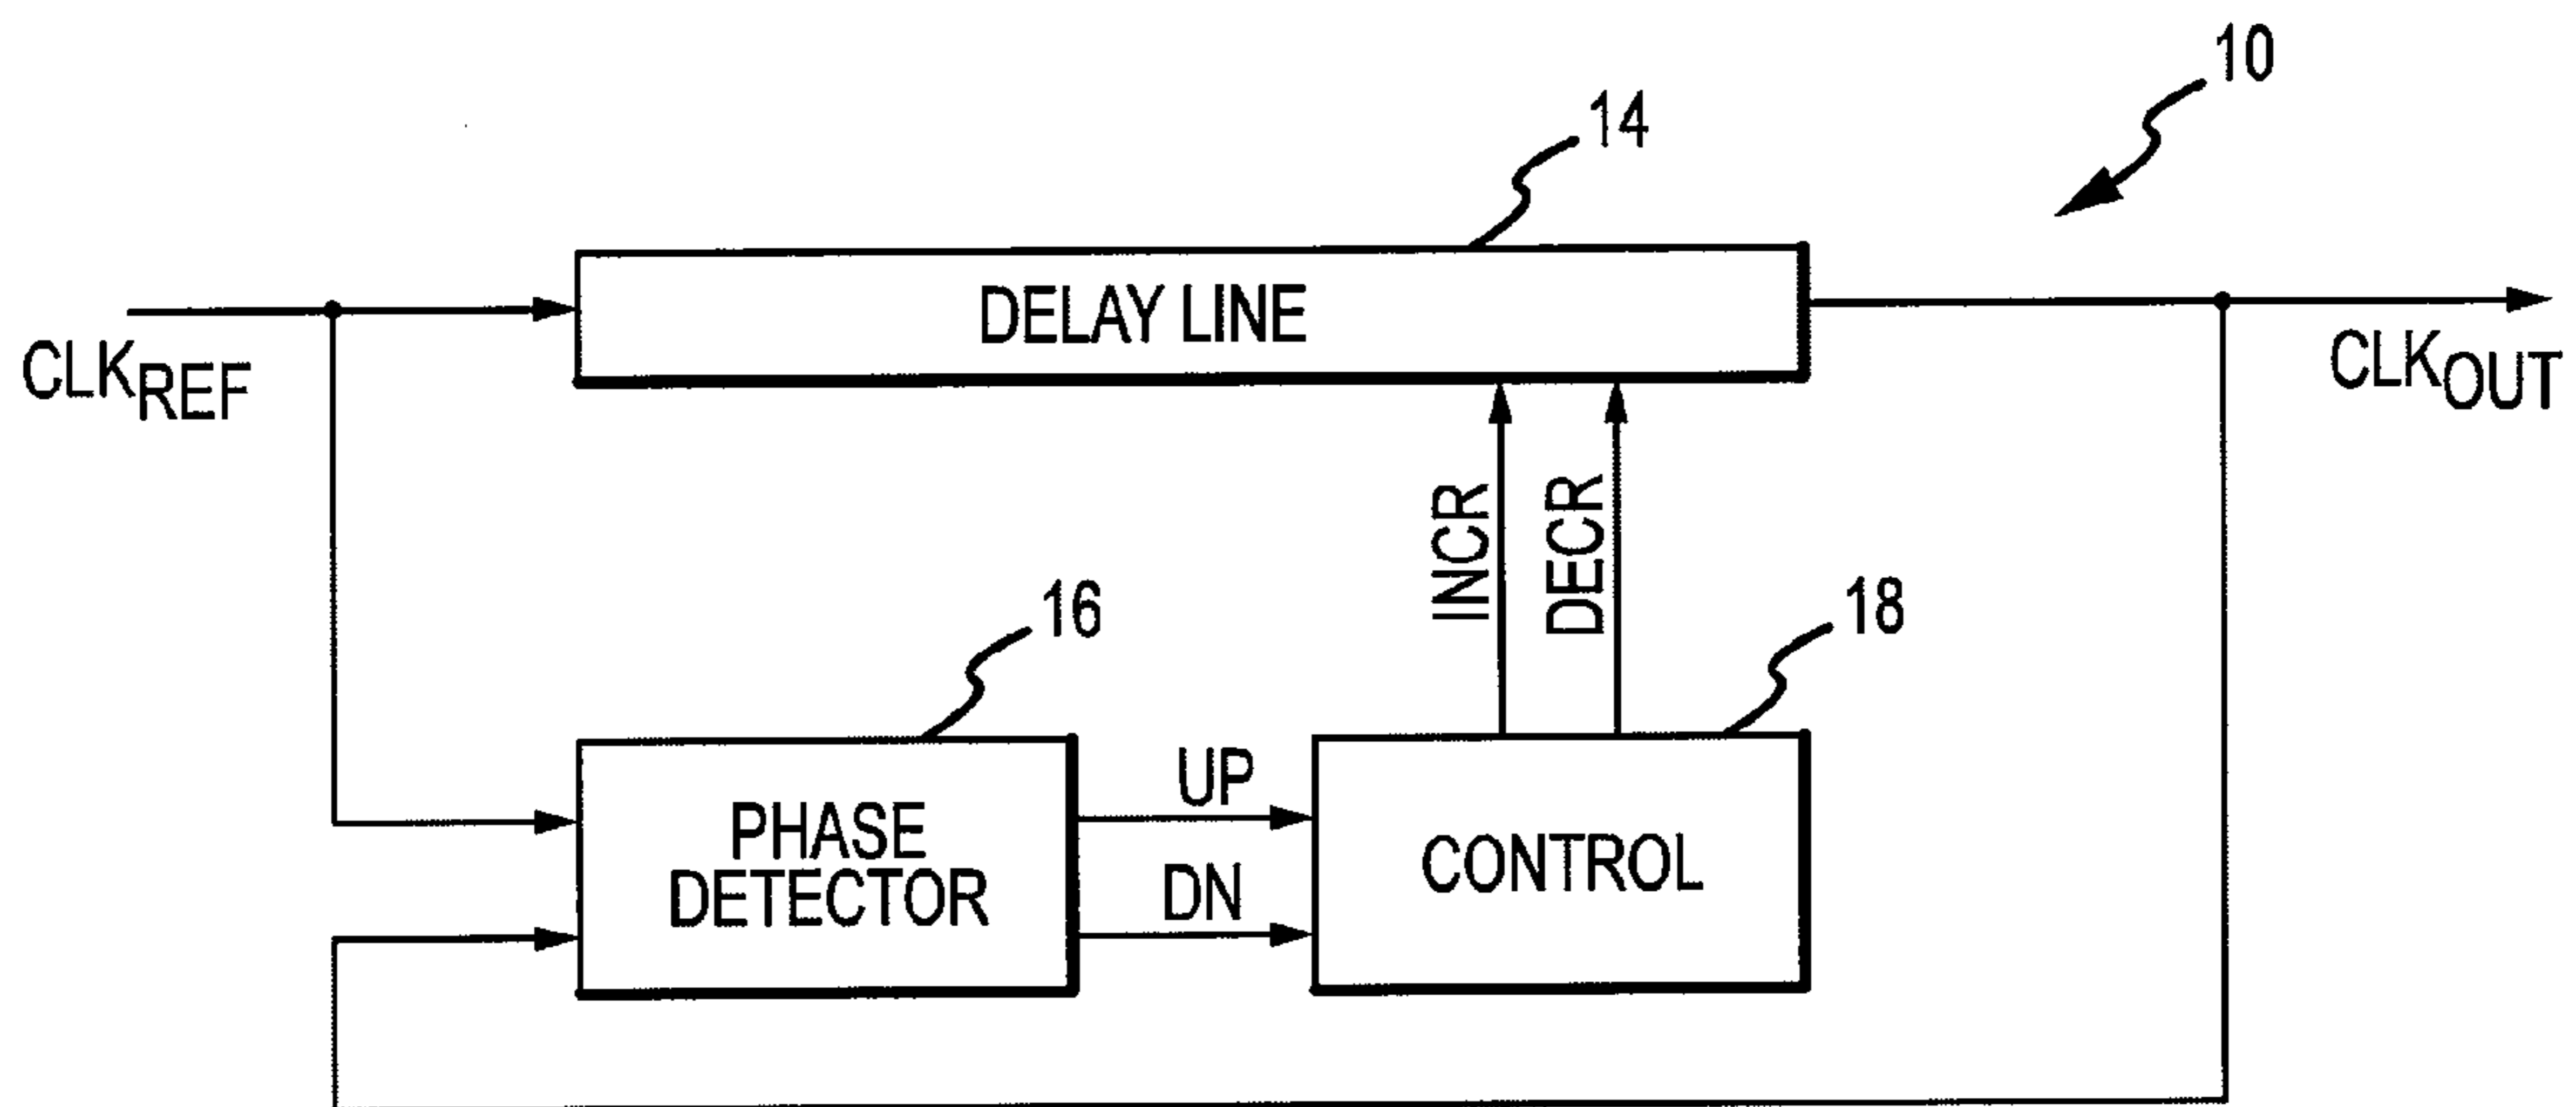 10
14
DELAY LINE
CLKREF
CLKOUT
INCR
DECR
16
18
UP
PHASE
DETECTOR
CONTROL
DN